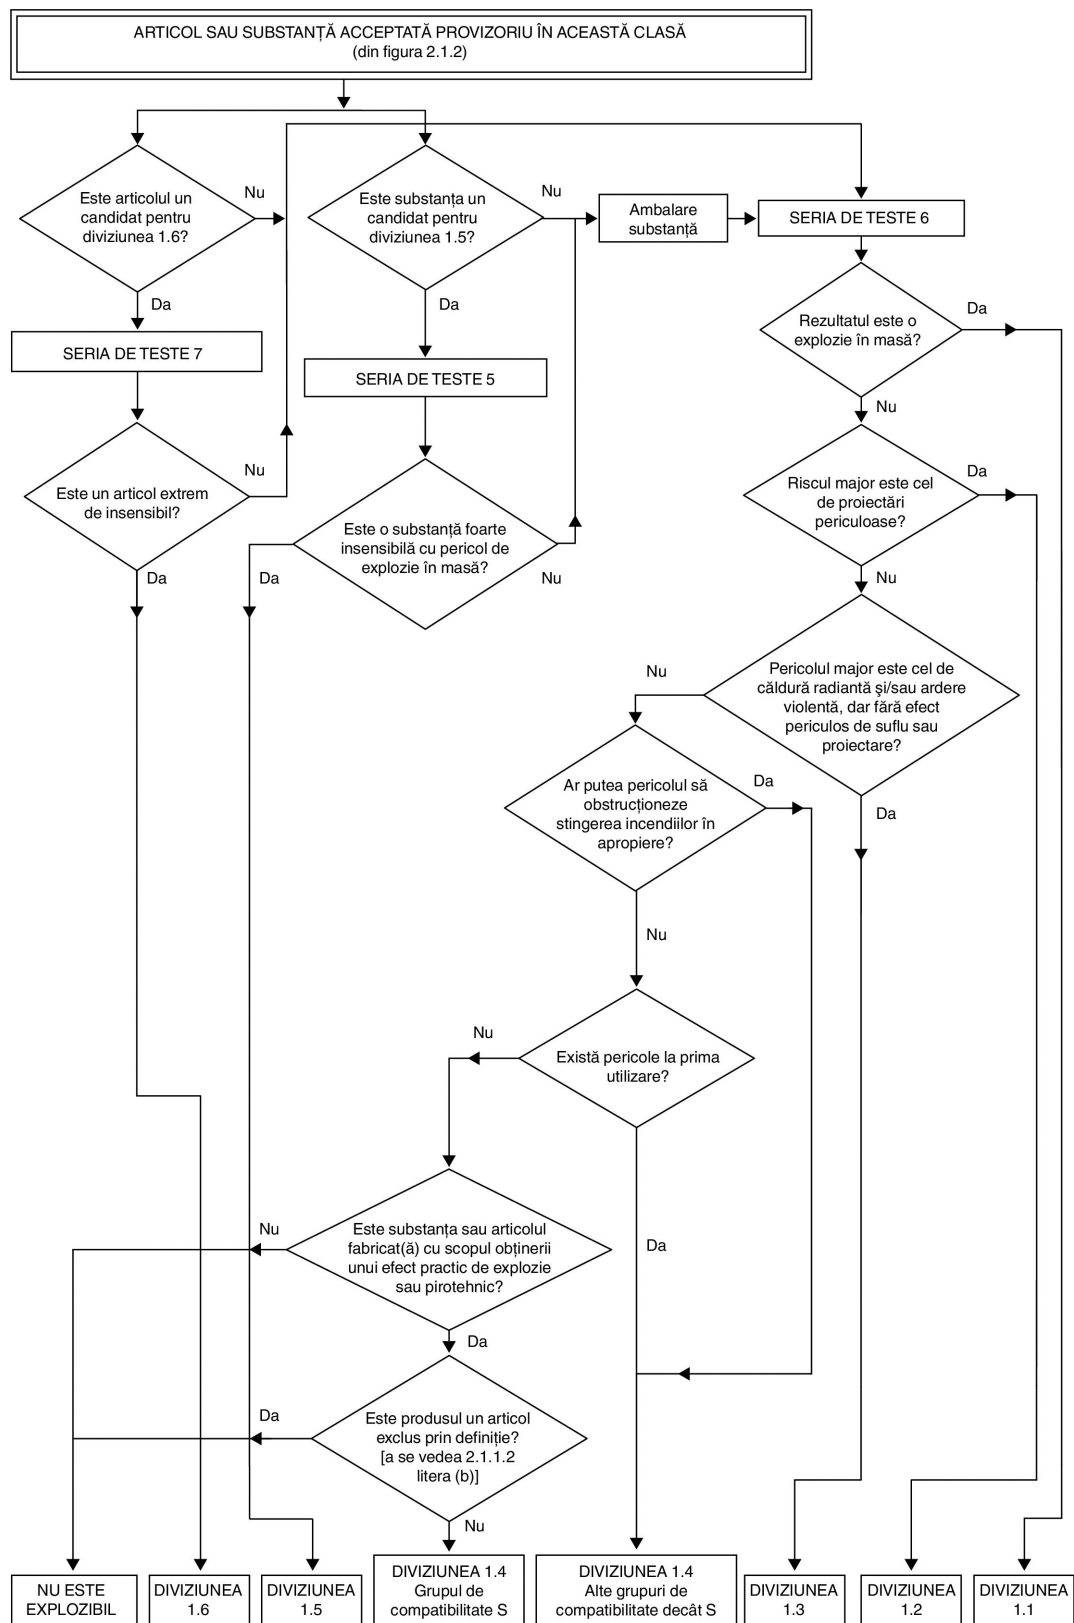 ARTICOL SAU SUBSTANȚĂ ACCEPTATĂ PROVIZORIU ÎN ACEASTĂ CLASĂ
(din figura 2.1.2)
Este articolul un
candidat pentru
diviziunea 1.6?
Nu
Da
Este substanța un
candidat pentru
diviziunea 1.5?
Nu
Da
Ambalare
substanță
SERIA DE TESTE 6
SERIA DE TESTE 7
SERIA DE TESTE 5
Rezultatul este o
explozie în masă?
Da
Nu
Este un articol extrem
de insensibil?
Nu
Da
Este o substanță foarte
insensibilă cu pericol de
explozie în masă?
Da
Nu
Riscul major este cel
de proiectări
periculoase?
Da
Nu
Pericolul major este cel de
căldură radiantă şi/sau ardere
violentă, dar fără efect
periculos de suflu sau
proiectare?
Nu
Da
Ar putea pericolul să
obstrucționeze
stingerea incendiilor în
apropiere?
Da
Nu
Există pericole la prima
utilizare?
Nu
Da
Este substanța sau articolul
fabricat(ă) cu scopul obținerii
unui efect practic de explozie
sau pirotehnic?
Nu
Da
Este produsul un articol
exclus prin definiție?
[a se vedea 2.1.1.2
litera (b)]
Da
Nu
NU ESTE
EXPLOZIBIL
DIVIZIUNEA
1.6
DIVIZIUNEA
1.5
DIVIZIUNEA 1.4
Grupul de
compatibilitate S
DIVIZIUNEA 1.4
Alte grupuri de
compatibilitate decât S
DIVIZIUNEA
1.3
DIVIZIUNEA
1.2
DIVIZIUNEA
1.1